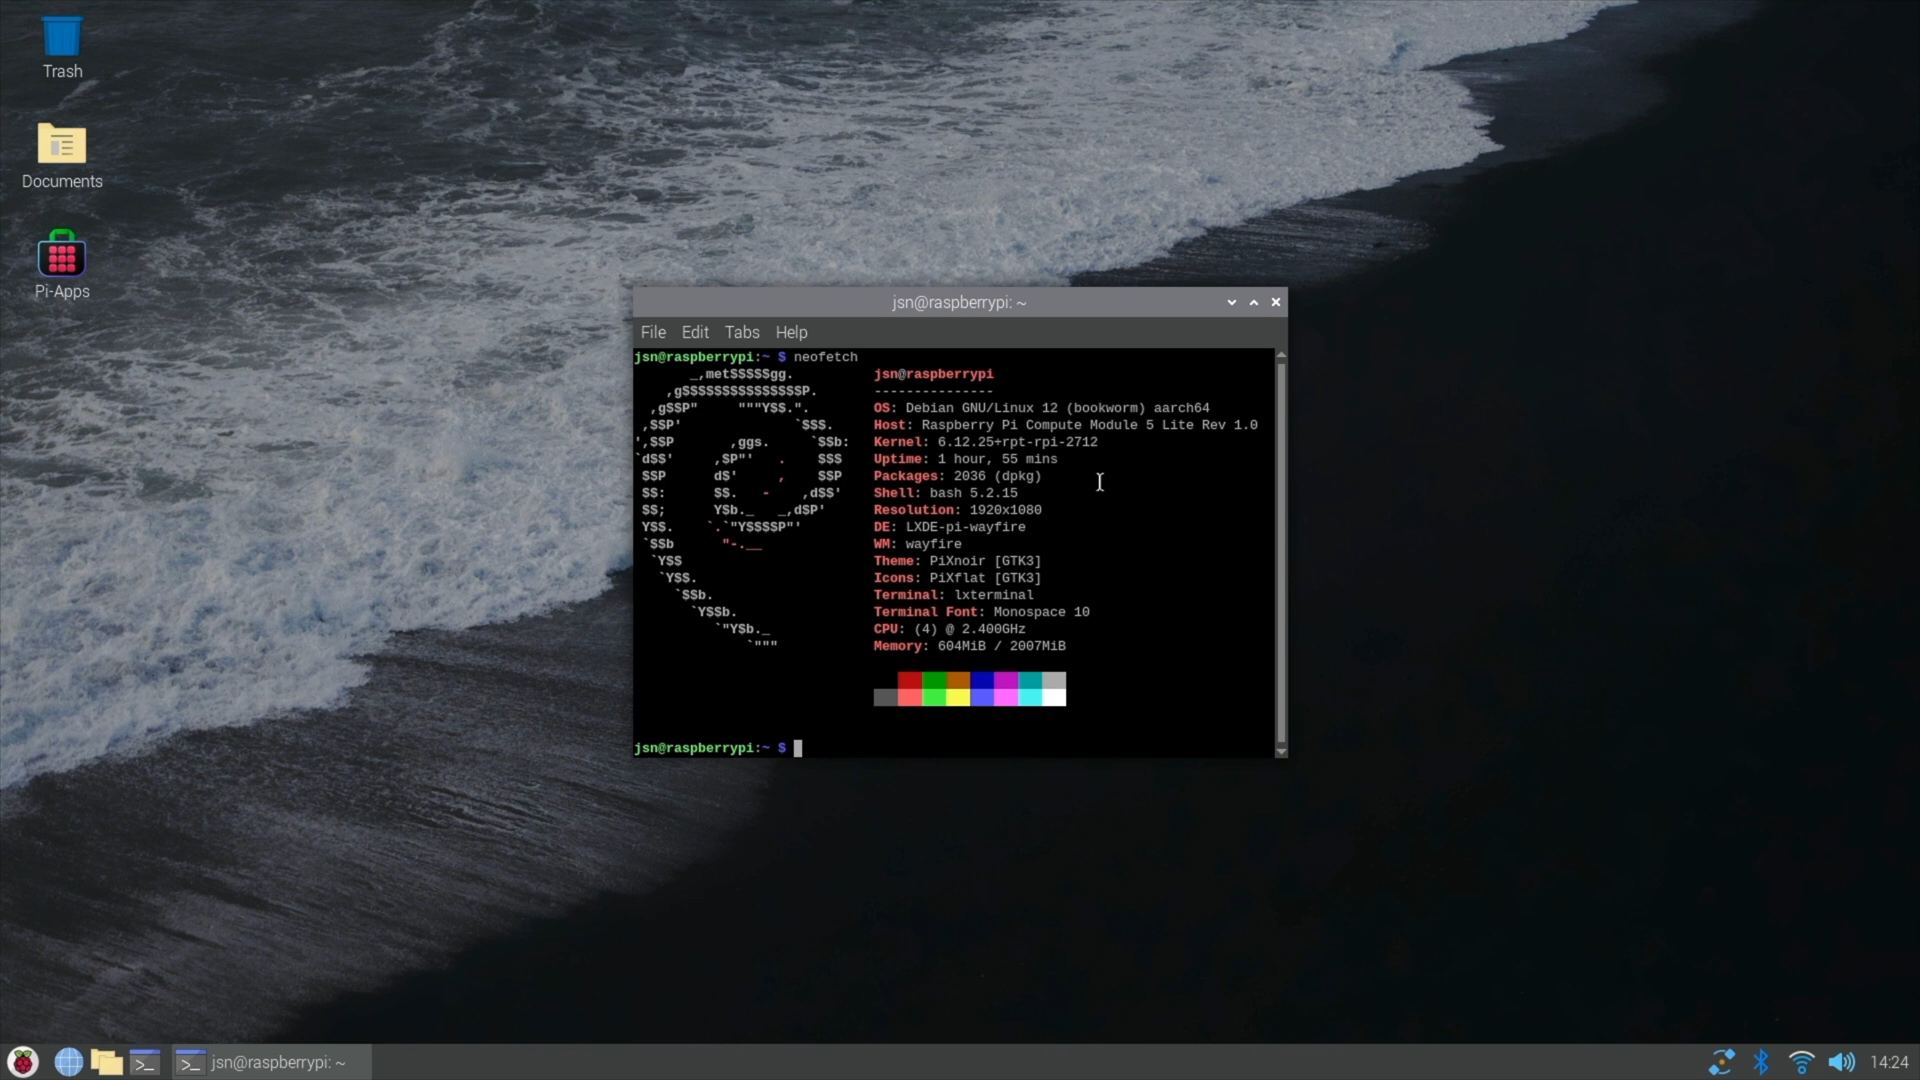 Trash
Documents
Pi-Apps
jsn@raspberrypi: ~
File Edit Tabs Help
jsn@raspberrypi:~ $ neofetch
       _,met$$$$$gg.          jsn@raspberrypi
    ,g$$$$$$$$$$$$$$$P.       ---------------
  ,g$$P"     """Y$$.".        OS: Debian GNU/Linux 12 (bookworm) aarch64
 ,$$P'              `$$$.     Host: Raspberry Pi Compute Module 5 Lite Rev 1.0
',$$P       ,ggs.     `$$b:   Kernel: 6.12.25+rpt-rpi-2712
`d$$'     ,$P"'   .    $$$    Uptime: 1 hour, 55 mins
 $$P      d$'     ,    $$P    Packages: 2036 (dpkg)
 $$:      $$.   -    ,d$$'    Shell: bash 5.2.15
 $$;      Y$b._   _,d$P'      Resolution: 1920x1080
 Y$$.    `.`"Y$$$$P"'         DE: LXDE-pi-wayfire
 `$$b      "-.__              WM: wayfire
  `Y$$                        Theme: PiXnoir [GTK3]
   `Y$$.                      Icons: PiXflat [GTK3]
     `$$b.                    Terminal: lxterminal
       `Y$$b.                 Terminal Font: Monospace 10
          `"Y$b._             CPU: (4) @ 2.400GHz
              `"""            Memory: 604MiB / 2007MiB
jsn@raspberrypi:~ $
jsn@raspberrypi: ~
14:24